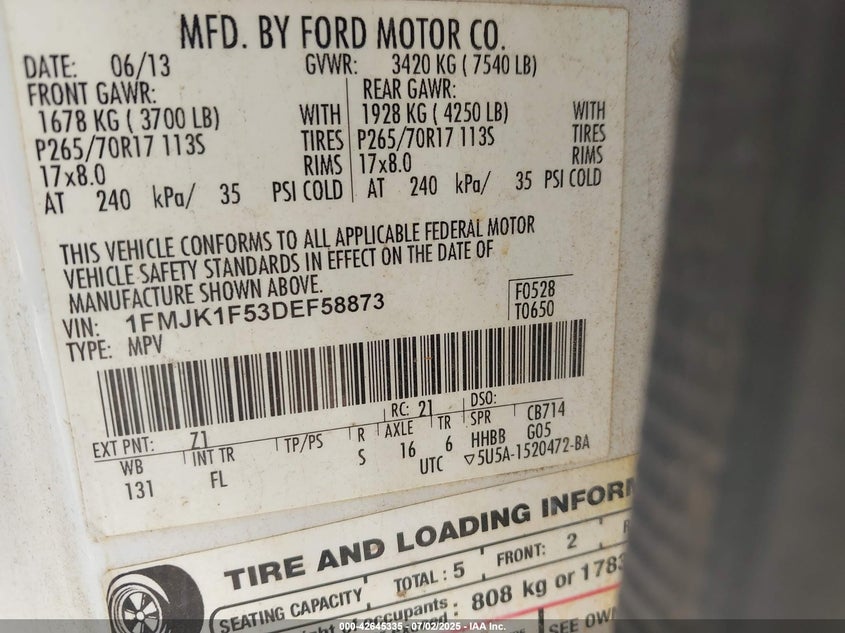 MFD. BY FORD MOTOR CO.
DATE: 06/13 GVWR: 3420 KG ( 7540 LB)
FRONT GAWR: REAR GAWR:
1678 KG ( 3700 LB) WITH 1928 KG ( 4250 LB) WITH
P265/70R17 113S TIRES P265/70R17 113S TIRES
17x8.0 RIMS 17x8.0 RIMS
AT 240 kPa/ 35 PSI COLD AT 240 kPa/ 35 PSI COLD
THIS VEHICLE CONFORMS TO ALL APPLICABLE FEDERAL MOTOR
VEHICLE SAFETY STANDARDS IN EFFECT ON THE DATE OF
MANUFACTURE SHOWN ABOVE.
F0528
VIN: 1FMJK1F53DEF58873
T0650
TYPE: MPV
EXT PNT: Z1 RC: 21 DSO:
WB INT TR TP/PS R AXLE TR SPR CB714
131 FL S 16 6 HHBB G05
UTC ▽5U5A-1520472-BA
TIRE AND LOADING
SEATING CAPACITY TOTAL : 5 FRONT: 2
808 kg or 1783
SEE
000-42645335 07/02/2025 IAA Inc.